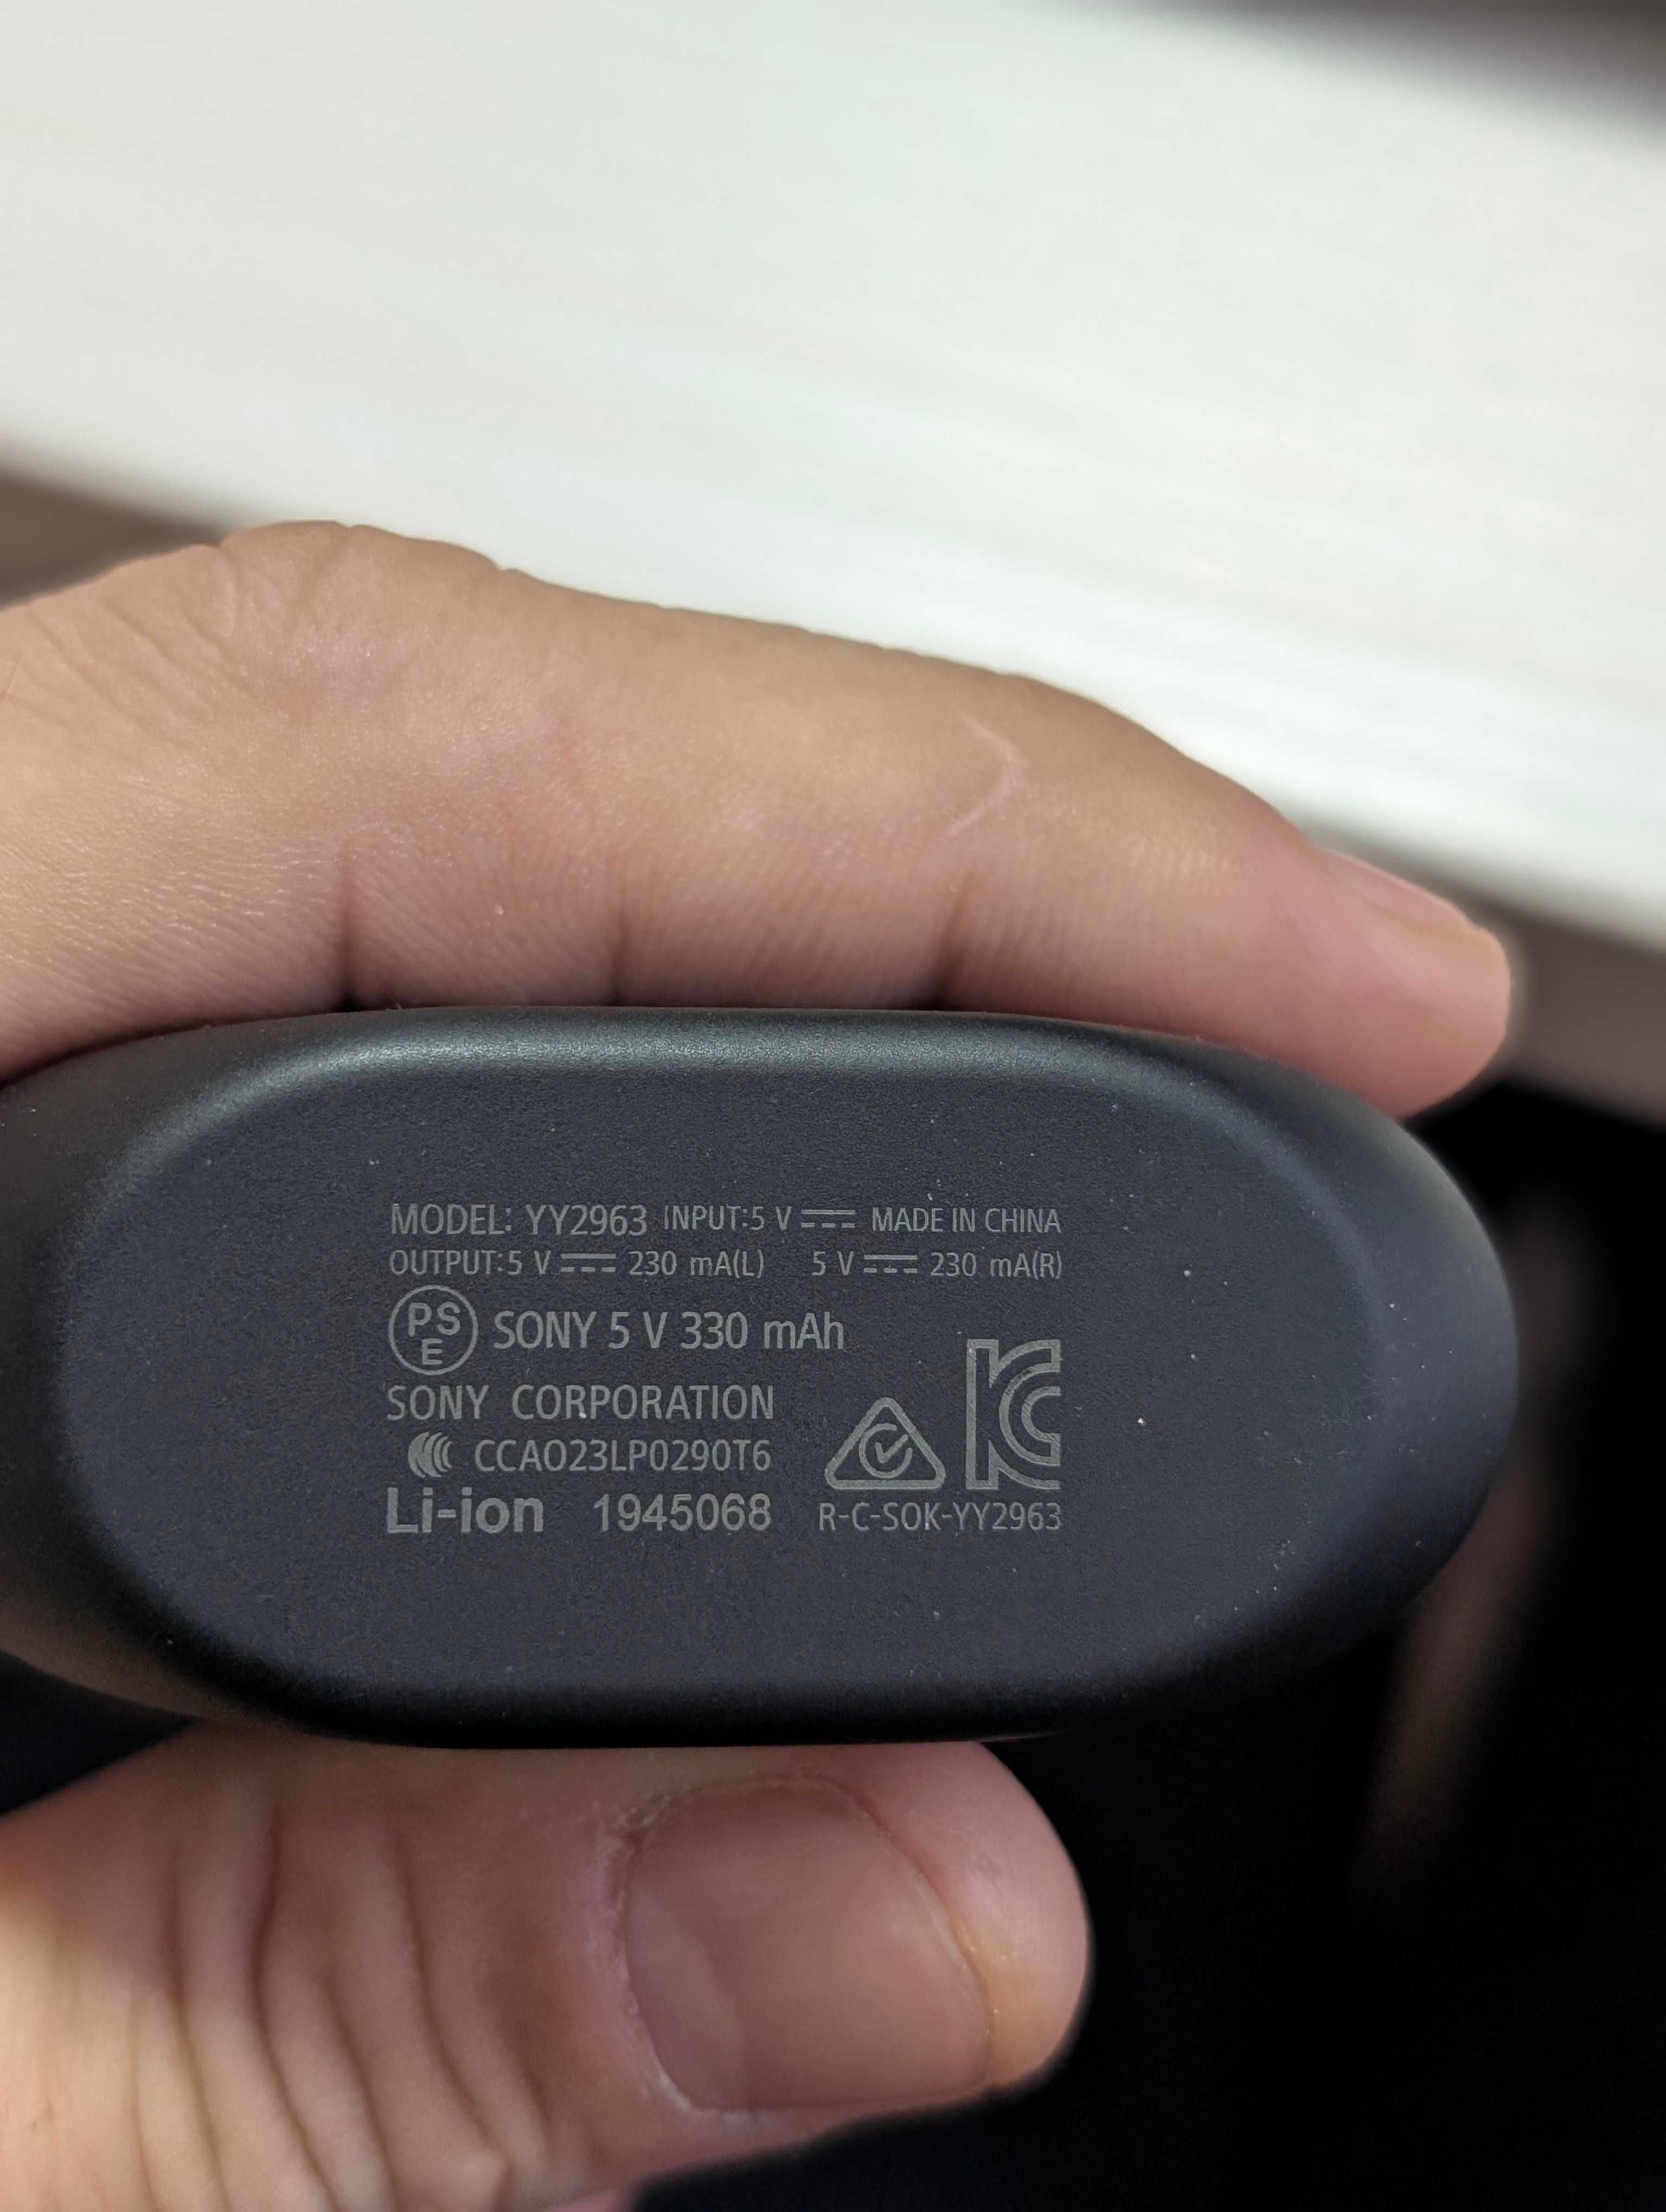 MODEL: YY2963 INPUT:5 V ⎓ MADE IN CHINA
OUTPUT:5 V ⎓ 230 mA(L) 5 V ⎓ 230 mA(R)
PSE SONY 5 V 330 mAh
SONY CORPORATION
CCAO23LP0290T6
Li-ion 1945068
KC
R-C-SOK-YY2963